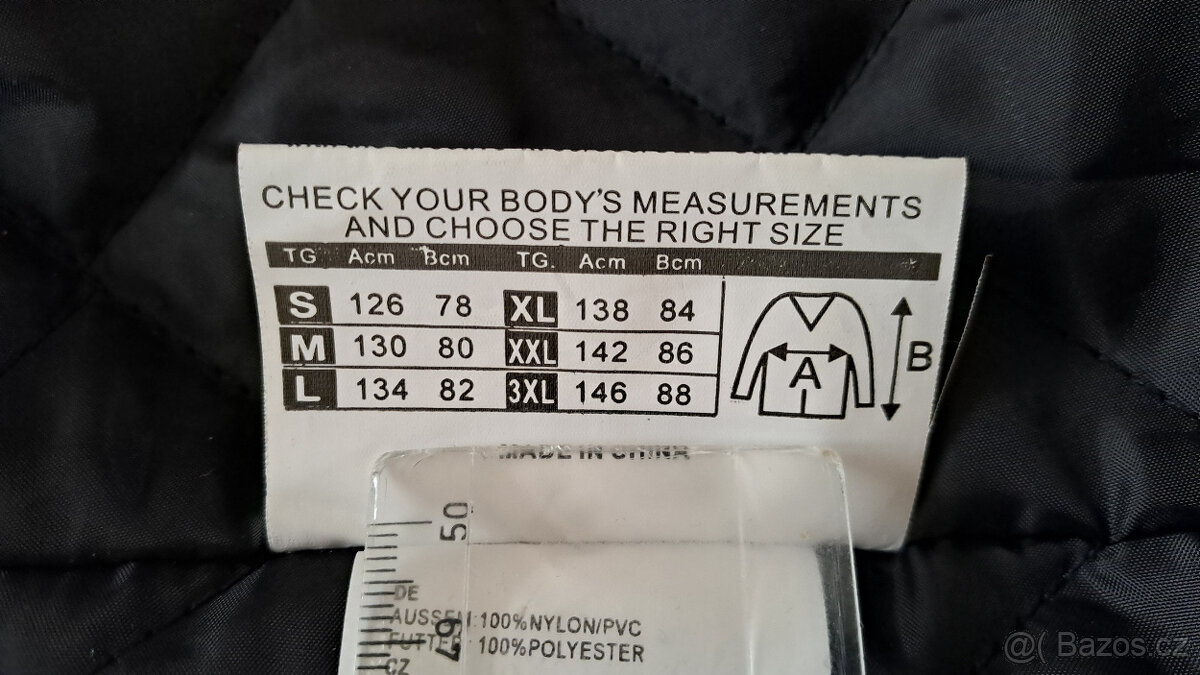 CHECK YOUR BODY'S MEASUREMENTS
AND CHOOSE THE RIGHT SIZE
TG Acm Bcm TG. Acm Bcm
S 126 78 XL 138 84
M 130 80 XXL 142 86
L 134 82 3XL 146 88
A
B
MADE IN CHINA
50
DE
AUSSEN:100%NYLON/PVC
49
FUTTER: 100%POLYESTER
CZ
@( Bazos.cz